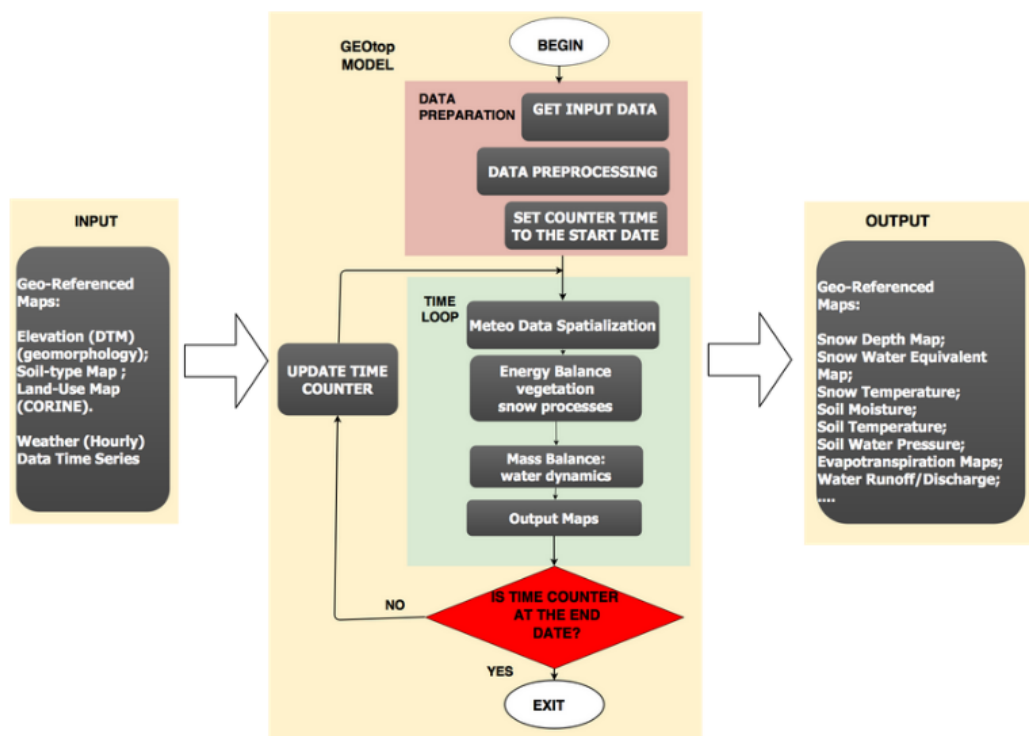 INPUT
Geo-Referenced
Maps:
Elevation (DTM)
(geomorphology);
Soil-type Map ;
Land-Use Map
(CORINE).
Weather (Hourly)
Data Time Series
GEOtop
MODEL
BEGIN
DATA
PREPARATION
GET INPUT DATA
DATA PREPROCESSING
SET COUNTER TIME
TO THE START DATE
TIME
LOOP
Meteo Data Spatialization
Energy Balance
vegetation
snow processes
Mass Balance:
water dynamics
Output Maps
UPDATE TIME
COUNTER
IS TIME COUNTER
AT THE END
DATE?
NO
YES
EXIT
OUTPUT
Geo-Referenced
Maps:
Snow Depth Map;
Snow Water Equivalent
Map;
Snow Temperature;
Soil Moisture;
Soil Temperature;
Soil Water Pressure;
Evapotranspiration Maps;
Water Runoff/Discharge;
....